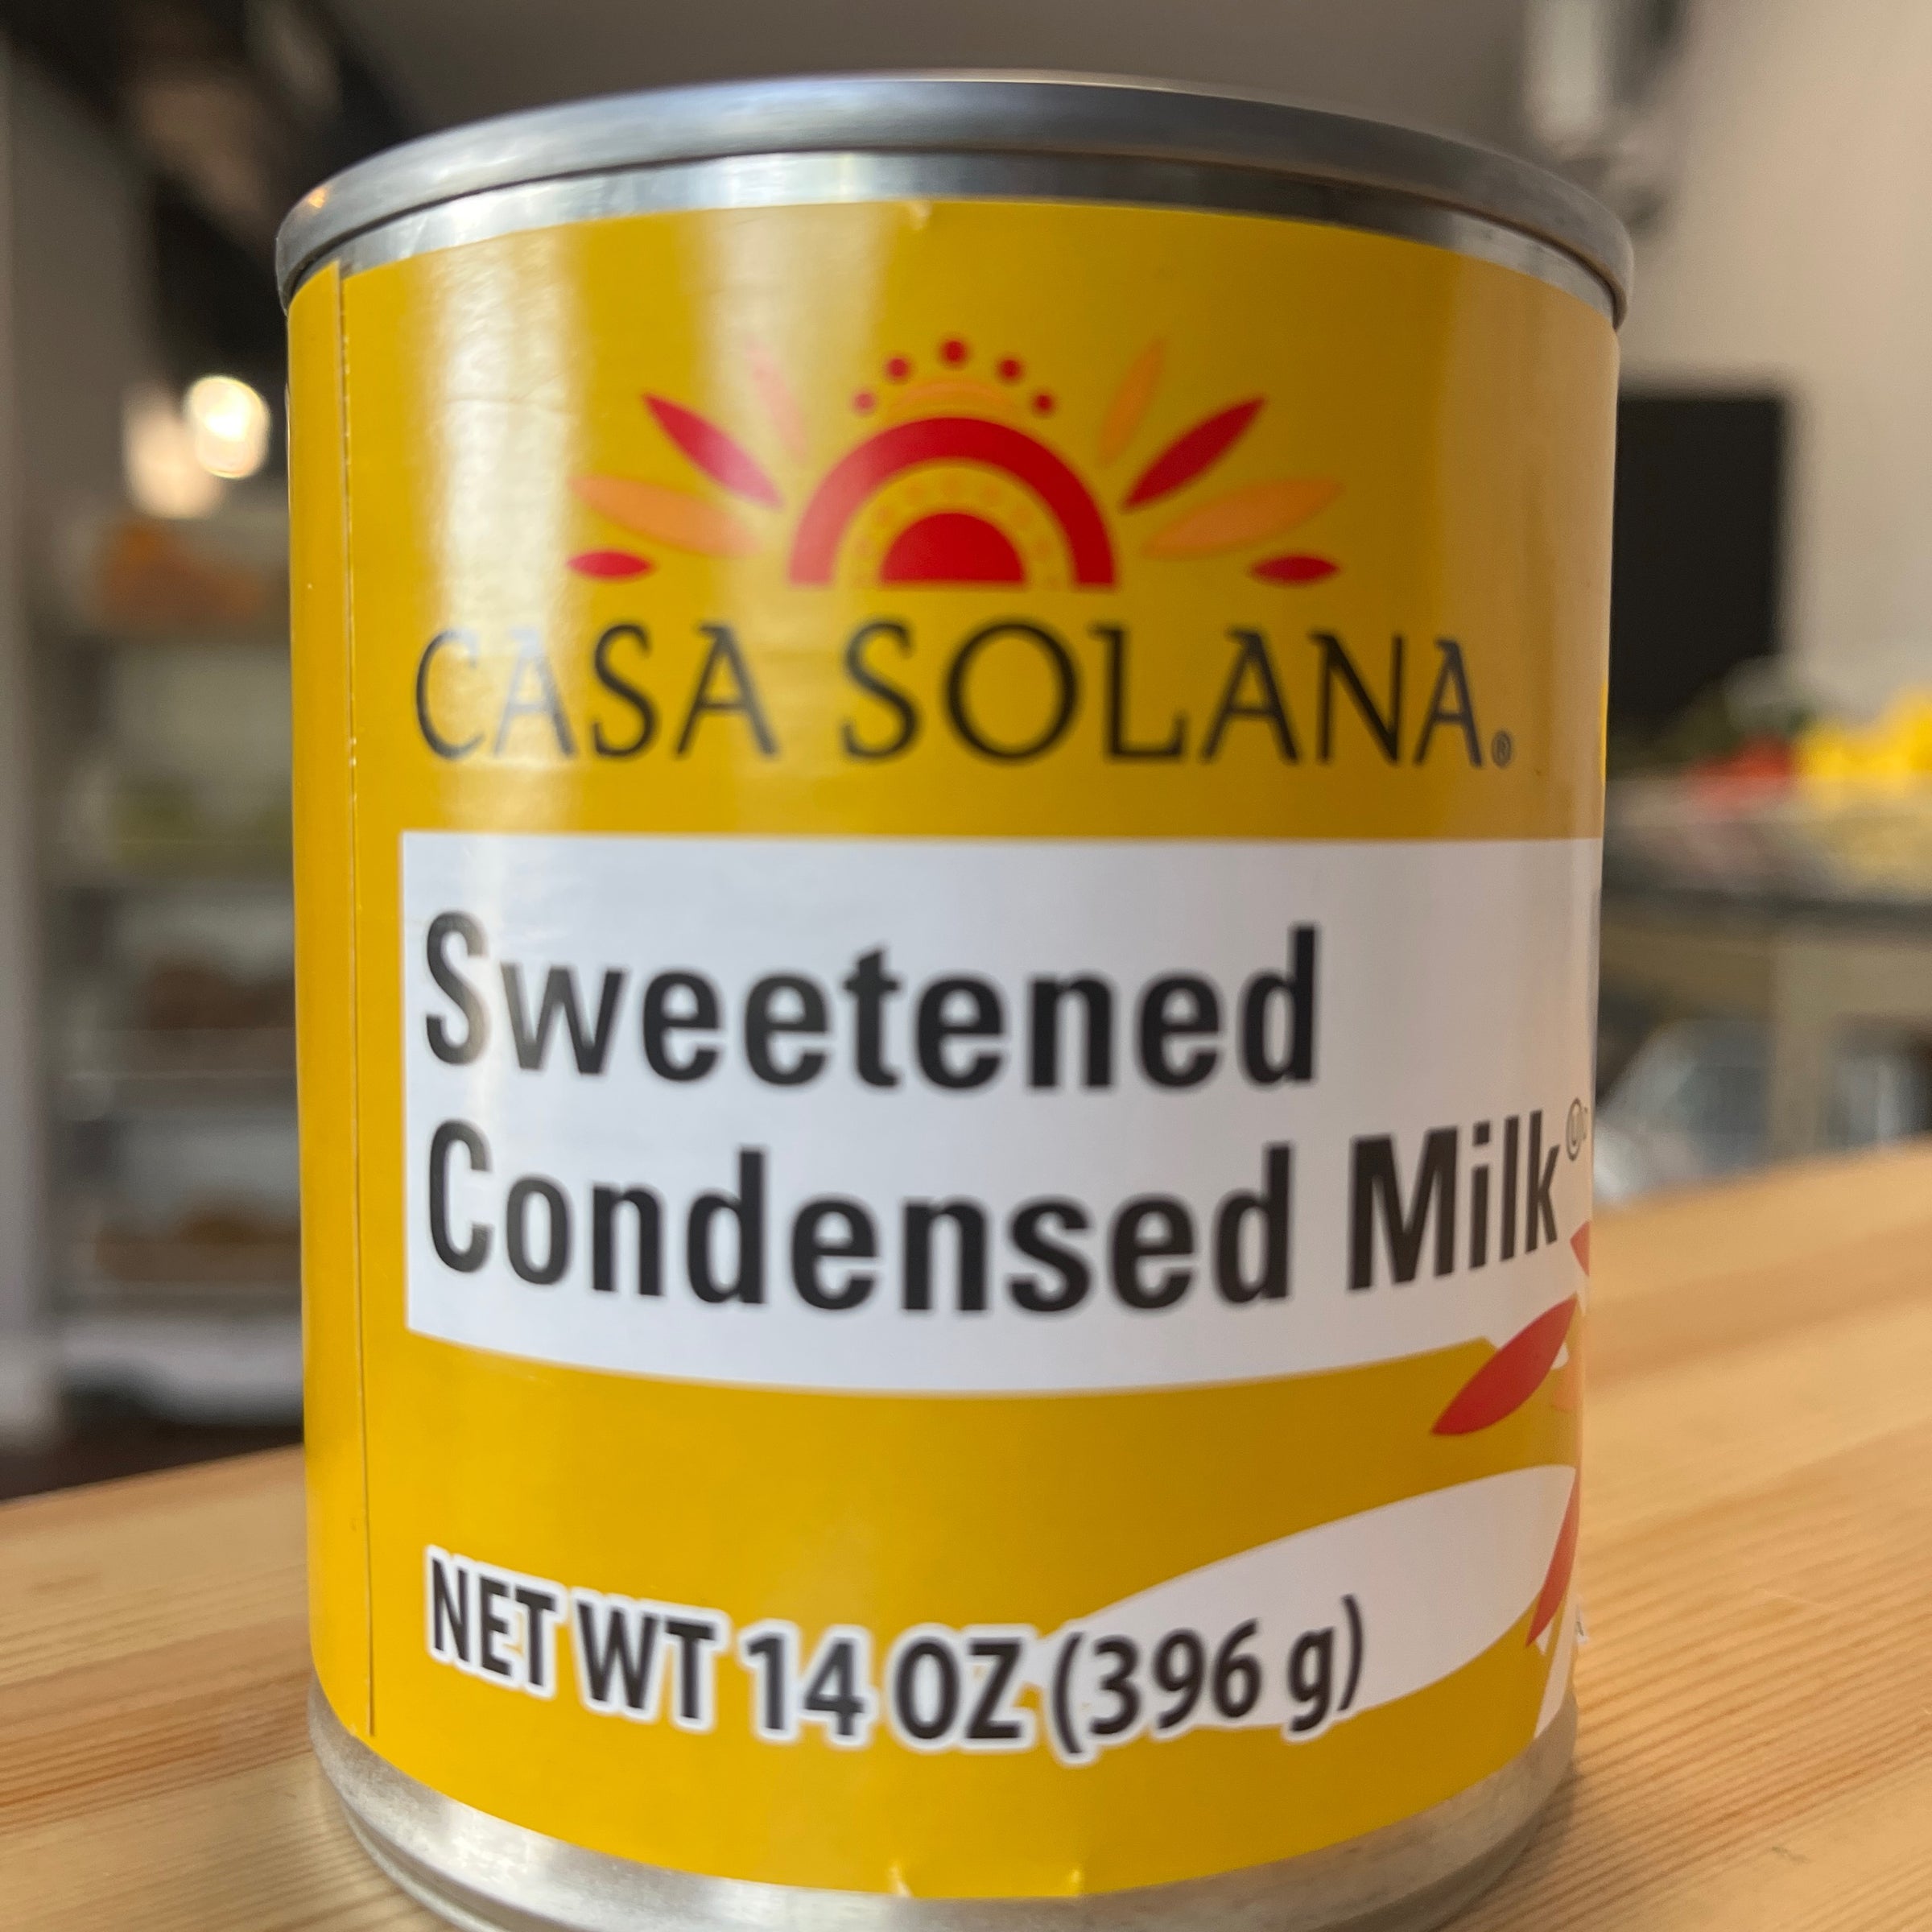 CASA SOLANA®
Sweetened
Condensed Milk
NET WT 14 OZ (396 g)